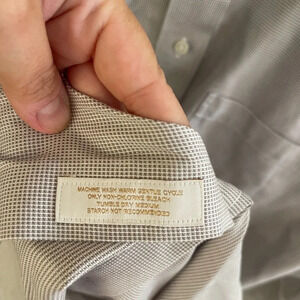 MACHINE WASH WARM GENTLE CYCLE
ONLY NON-CHLORINE BLEACH
TUMBLE DRY MEDIUM
STARCH NOT RECOMMENDED